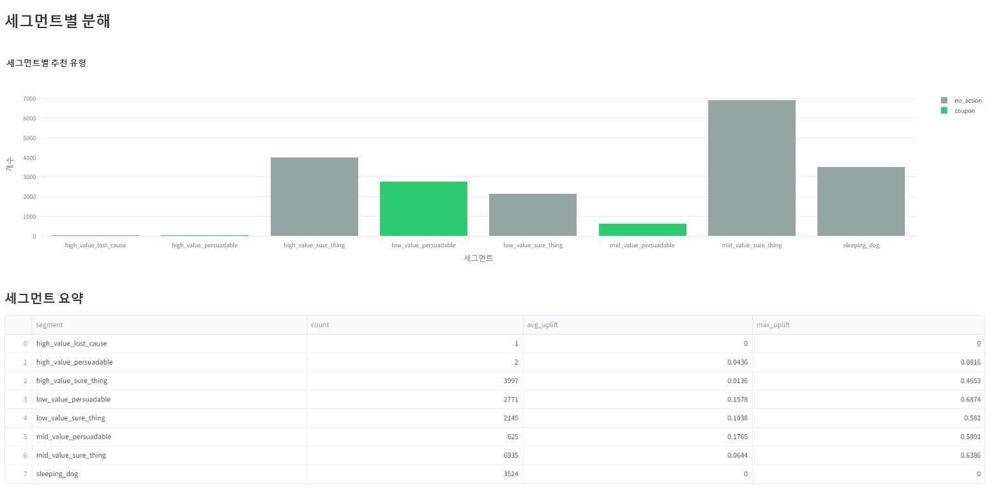 세그먼트별 분해
세그먼트별 추천 유형
7000
6000
5000
4000
3000
2000
1000
0
개수
no_action
coupon
high_value_lost_cause high_value_persuadable high_value_sure_thing low_value_persuadable low_value_sure_thing mid_value_persuadable mid_value_sure_thing sleeping_dog
세그먼트
세그먼트 요약
segment count avg_uplift max_uplift
0 high_value_lost_cause 1 0 0
1 high_value_persuadable 2 0.0436 0.0816
2 high_value_sure_thing 3997 0.0136 0.4653
3 low_value_persuadable 2771 0.1578 0.6874
4 low_value_sure_thing 2145 0.1038 0.581
5 mid_value_persuadable 625 0.1765 0.5891
6 mid_value_sure_thing 6935 0.0644 0.6386
7 sleeping_dog 3524 0 0